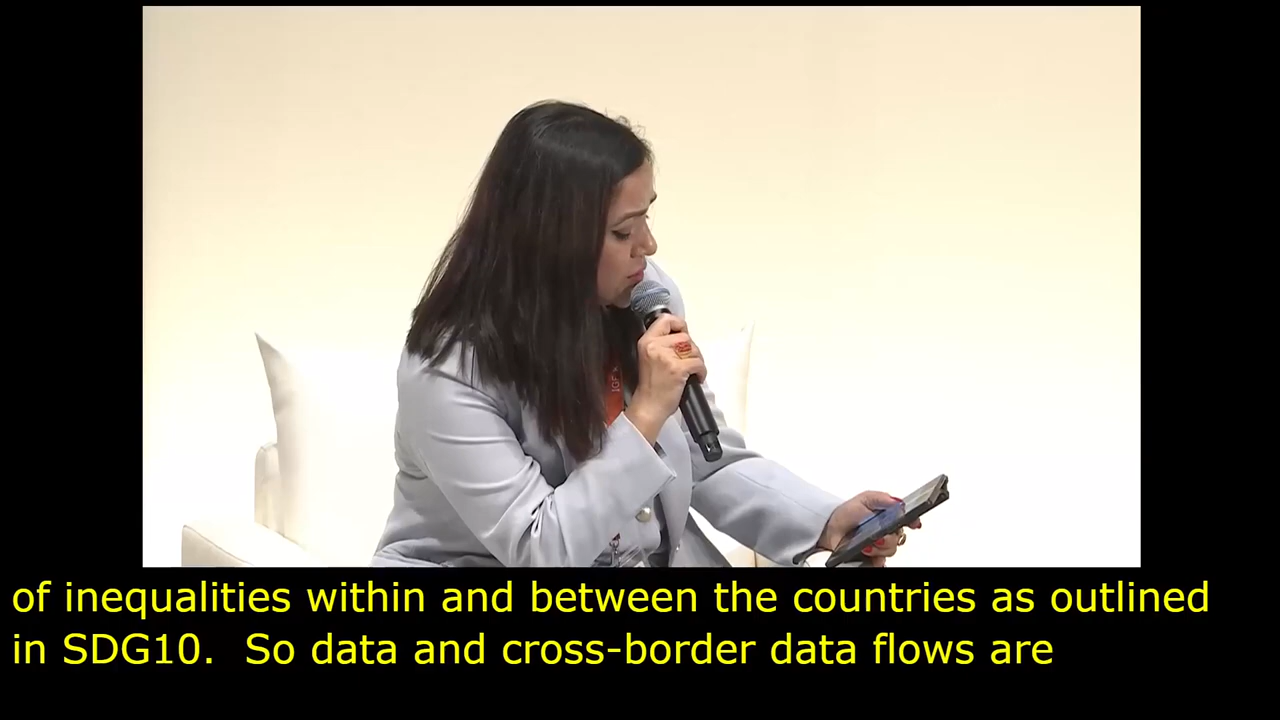 IGF
of inequalities within and between the countries as outlined
in SDG10.  So data and cross-border data flows are